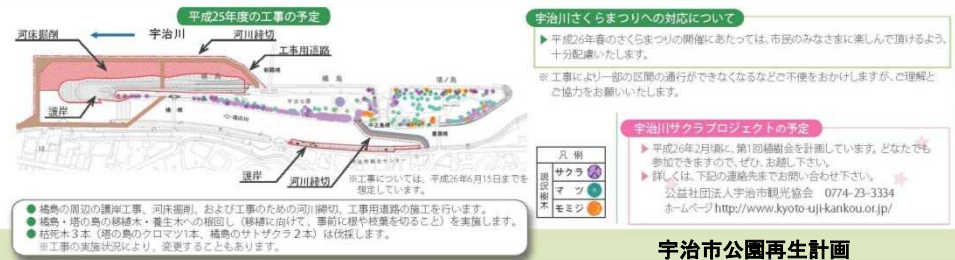 平成25年度の工事の予定
河床掘削
宇治川
河川締切
工事用道路
橘島
塔の島
護岸
塔の川
護岸
河川締切
※工事については、平成26年6月15日までを
想定しています。
凡例
現況樹木
サクラ
マツ
モミジ
● 橘島の周辺の護岸工事、河床掘削、および工事のための河川締切、工事用道路の施工を行います。
● 橘島・塔の島の移植木・養生木への根回し(移植に向けて、事前に根や枝葉を切ること)を実施します。
● 枯死木3本(塔の島のクロマツ1本、橘島のサトザクラ2本)は伐採します。
※工事の実施状況により、変更することもあります。
宇治川さくらまつりへの対応について
▶ 平成26年春のさくらまつりの開催にあたっては、市民のみなさまに楽しんで頂けるよう、
十分配慮いたします。
※ 工事により一部の区間の通行ができなくなるなどご不便をおかけしますが、ご理解と
ご協力をお願いいたします。
宇治川サクラプロジェクトの予定
▶ 平成26年2月頃に、第1回植樹会を計画しています。どなたでも
参加できますので、ぜひ、お越し下さい。
▶ 詳しくは、下記の連絡先までお問い合わせ下さい。
公益社団法人宇治市観光協会 0774-23-3334
ホームページ http://www.kyoto-uji-kankou.or.jp/
宇治市公園再生計画